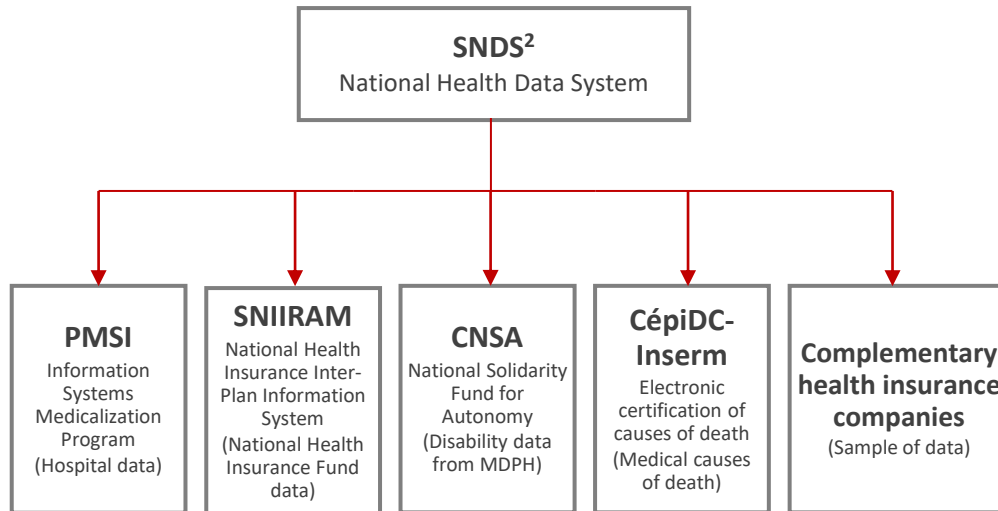 SNDS²
National Health Data System
PMSI
Information
Systems
Medicalization
Program
(Hospital data)
SNIIRAM
National Health
Insurance Inter-
Plan Information
System
(National Health
Insurance Fund
data)
CNSA
National Solidarity
Fund for
Autonomy
(Disability data
from MDPH)
CépiDC-
Inserm
Electronic
certification of
causes of death
(Medical causes
of death)
Complementary
health insurance
companies
(Sample of data)